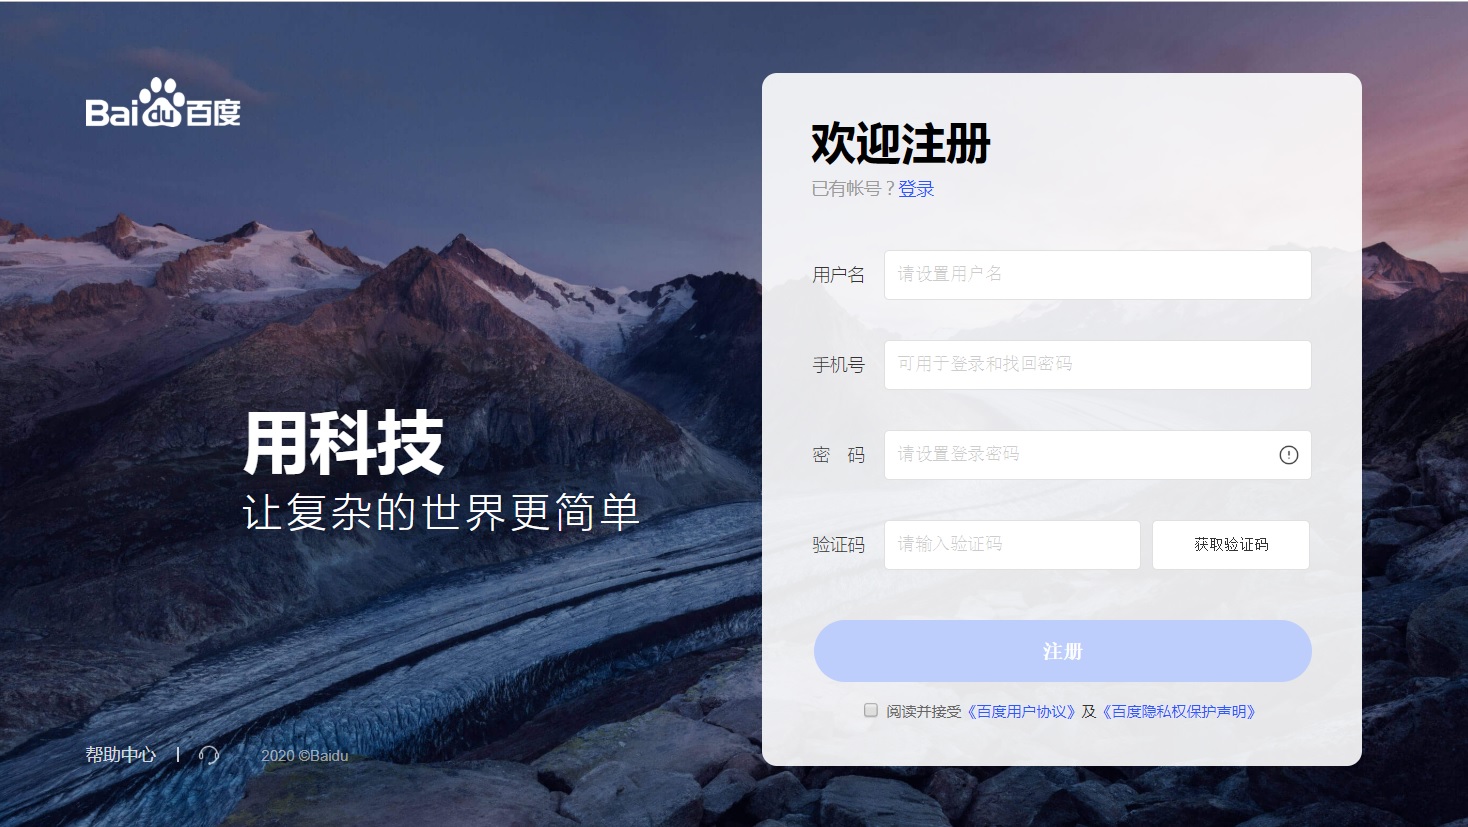 Bai du 百度
用科技
让复杂的世界更简单
帮助中心 | 2020 ©Baidu
欢迎注册
已有帐号？登录
用户名 请设置用户名
手机号 可用于登录和找回密码
密 码 请设置登录密码
验证码 请输入验证码 获取验证码
注册
阅读并接受《百度用户协议》及《百度隐私权保护声明》